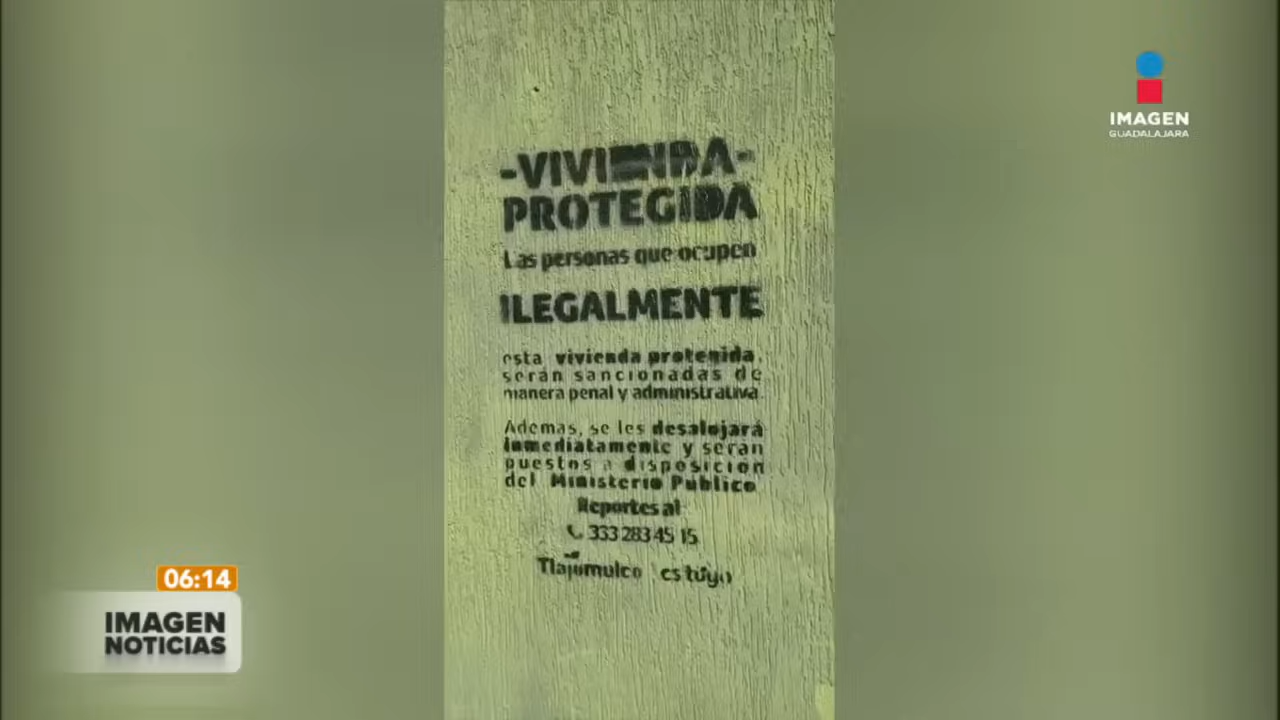 IMAGEN
GUADALAJARA
-VIVIENDA-
PROTEGIDA
Las personas que ocupen
ILEGALMENTE
esta vivienda protegida,
serán sancionadas de
manera penal y administrativa.
Además, se les desalojará
inmediatamente y serán
puestos a disposición
del Ministerio Público
Reportes al
333 283 45 15
Tlajomulco es tuyo
06:14
IMAGEN
NOTICIAS